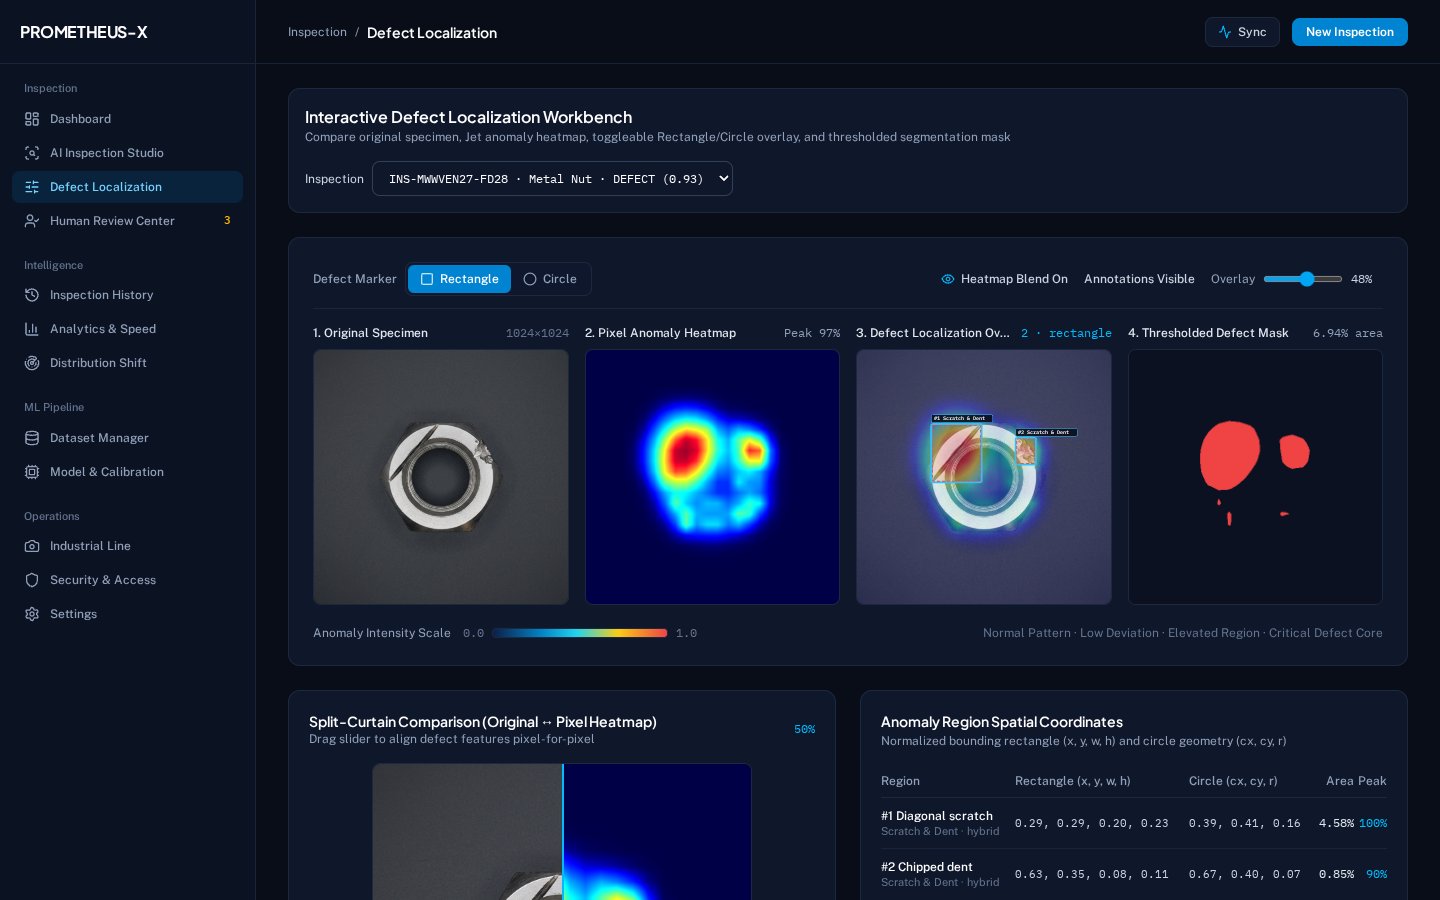 PROMETHEUS-X
Inspection
Dashboard
AI Inspection Studio
Defect Localization
Human Review Center 3
Intelligence
Inspection History
Analytics & Speed
Distribution Shift
ML Pipeline
Dataset Manager
Model & Calibration
Operations
Industrial Line
Security & Access
Settings
Inspection / Defect Localization
Sync
New Inspection
Interactive Defect Localization Workbench
Compare original specimen, Jet anomaly heatmap, toggleable Rectangle/Circle overlay, and thresholded segmentation mask
Inspection INS-MWWVEN27-FD28 · Metal Nut · DEFECT (0.93)
Defect Marker Rectangle Circle Heatmap Blend On Annotations Visible Overlay 48%
1. Original Specimen 1024×1024
2. Pixel Anomaly Heatmap Peak 97%
3. Defect Localization Ov... 2 · rectangle
#1 Scratch & Dent
#2 Scratch & Dent
4. Thresholded Defect Mask 6.94% area
Anomaly Intensity Scale 0.0 1.0 Normal Pattern · Low Deviation · Elevated Region · Critical Defect Core
Split-Curtain Comparison (Original ↔ Pixel Heatmap)
Drag slider to align defect features pixel-for-pixel
50%
Anomaly Region Spatial Coordinates
Normalized bounding rectangle (x, y, w, h) and circle geometry (cx, cy, r)
Region Rectangle (x, y, w, h) Circle (cx, cy, r) Area Peak
#1 Diagonal scratch
Scratch & Dent · hybrid
0.29, 0.29, 0.20, 0.23 0.39, 0.41, 0.16 4.58% 100%
#2 Chipped dent
Scratch & Dent · hybrid
0.63, 0.35, 0.08, 0.11 0.67, 0.40, 0.07 0.85% 90%